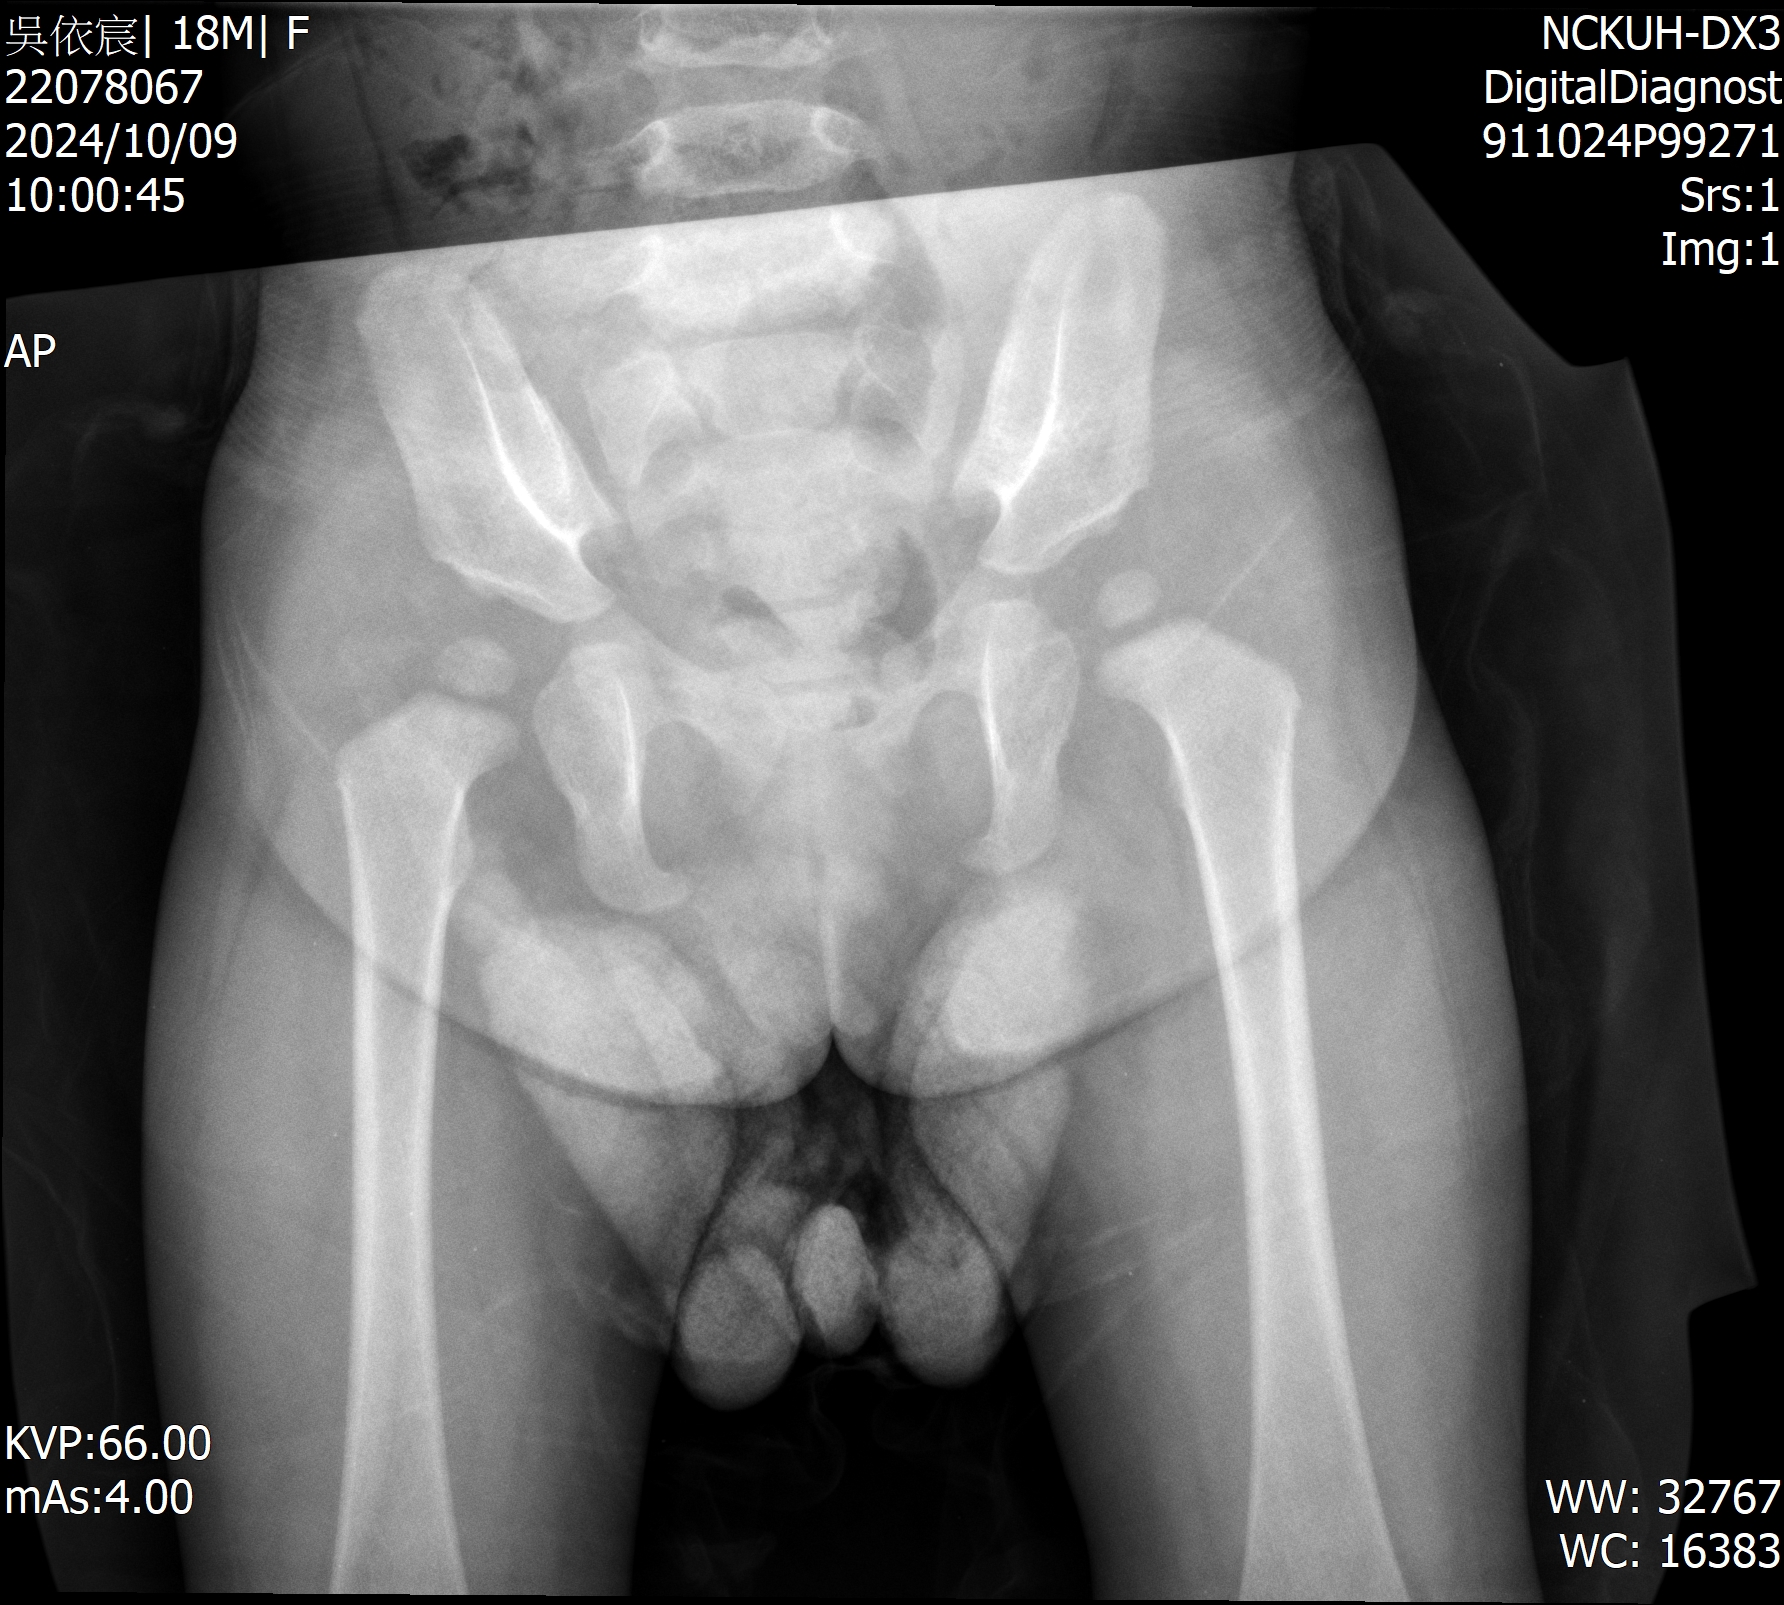 吳依宸| 18M| F
22078067
2024/10/09
10:00:45
AP
NCKUH-DX3
DigitalDiagnost
911024P99271
Srs:1
Img:1
KVP:66.00
mAs:4.00
WW: 32767
WC: 16383